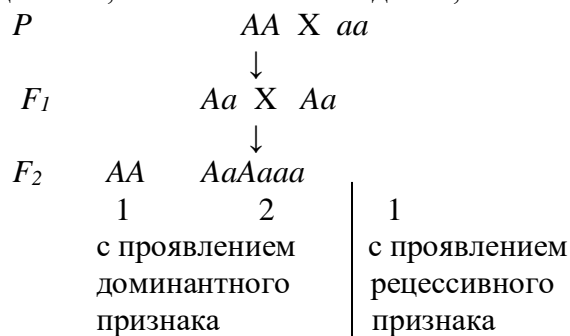 P AA X aa
↓
F1 Aa X Aa
↓
F2 AA AaAaaa
1 2 1
с проявлением с проявлением
доминантного рецессивного
признака признака